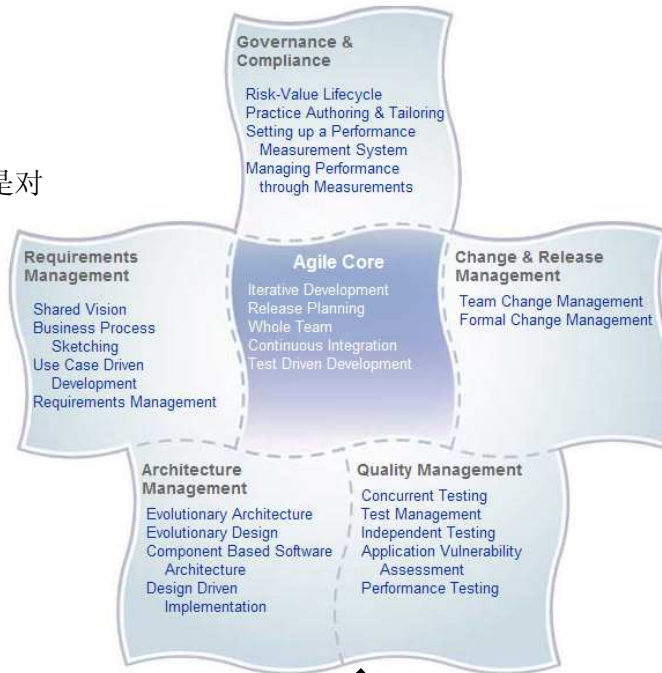 Governance &
Compliance
Risk-Value Lifecycle
Practice Authoring & Tailoring
Setting up a Performance
Measurement System
Managing Performance
through Measurements
是对
Requirements
Management
Shared Vision
Business Process
Sketching
Use Case Driven
Development
Requirements Management
Agile Core
Iterative Development
Release Planning
Whole Team
Continuous Integration
Test Driven Development
Change & Release
Management
Team Change Management
Formal Change Management
Architecture
Management
Evolutionary Architecture
Evolutionary Design
Component Based Software
Architecture
Design Driven
Implementation
Quality Management
Concurrent Testing
Test Management
Independent Testing
Application Vulnerability
Assessment
Performance Testing